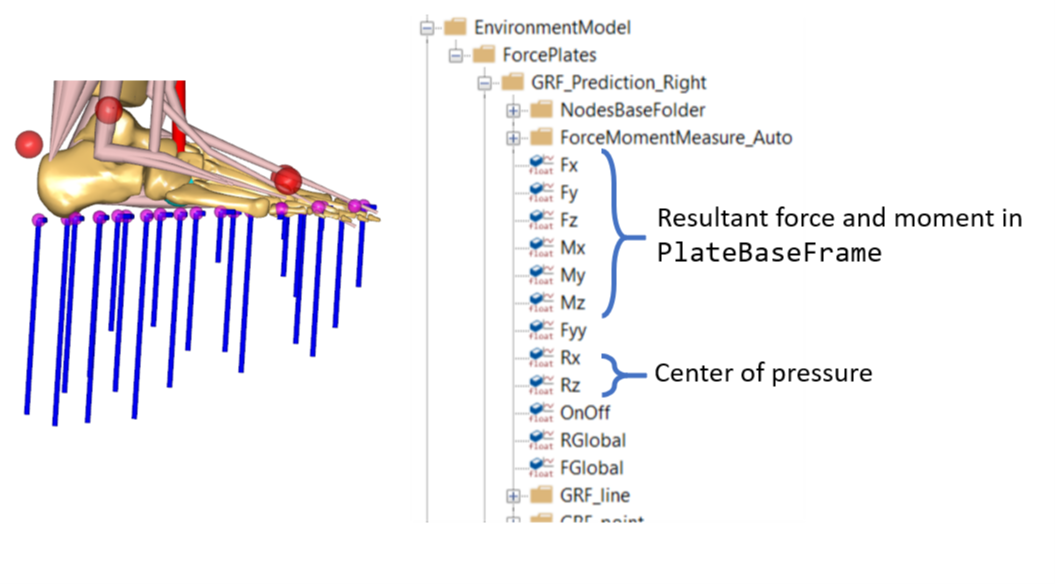 EnvironmentModel
ForcePlates
GRF_Prediction_Right
NodesBaseFolder
ForceMomentMeasure_Auto
float Fx
float Fy
float Fz
float Mx
float My
float Mz
float Fyy
float Rx
float Rz
float OnOff
float RGlobal
float FGlobal
GRF_line
GRF_point
Resultant force and moment in
PlateBaseFrame
Center of pressure